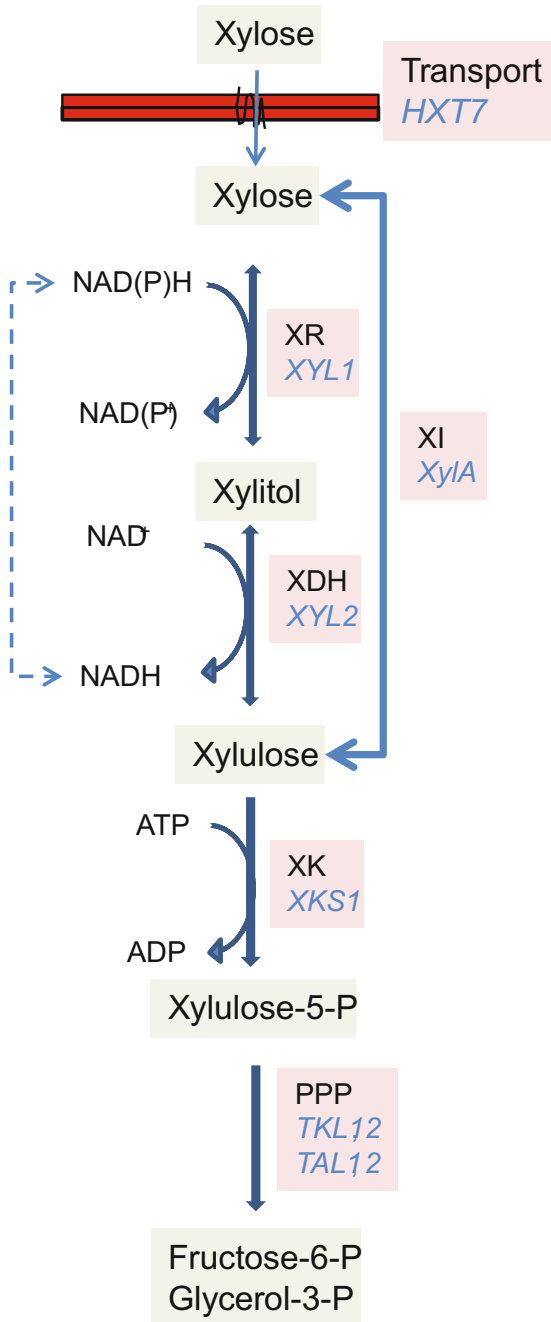 Xylose
Transport
HXT7
Xylose
NAD(P)H
XR
XYL1
NAD(P⁺)
XI
XylA
Xylitol
NAD⁺
XDH
XYL2
NADH
Xylulose
ATP
XK
XKS1
ADP
Xylulose-5-P
PPP
TKL1,2
TAL1,2
Fructose-6-P
Glycerol-3-P